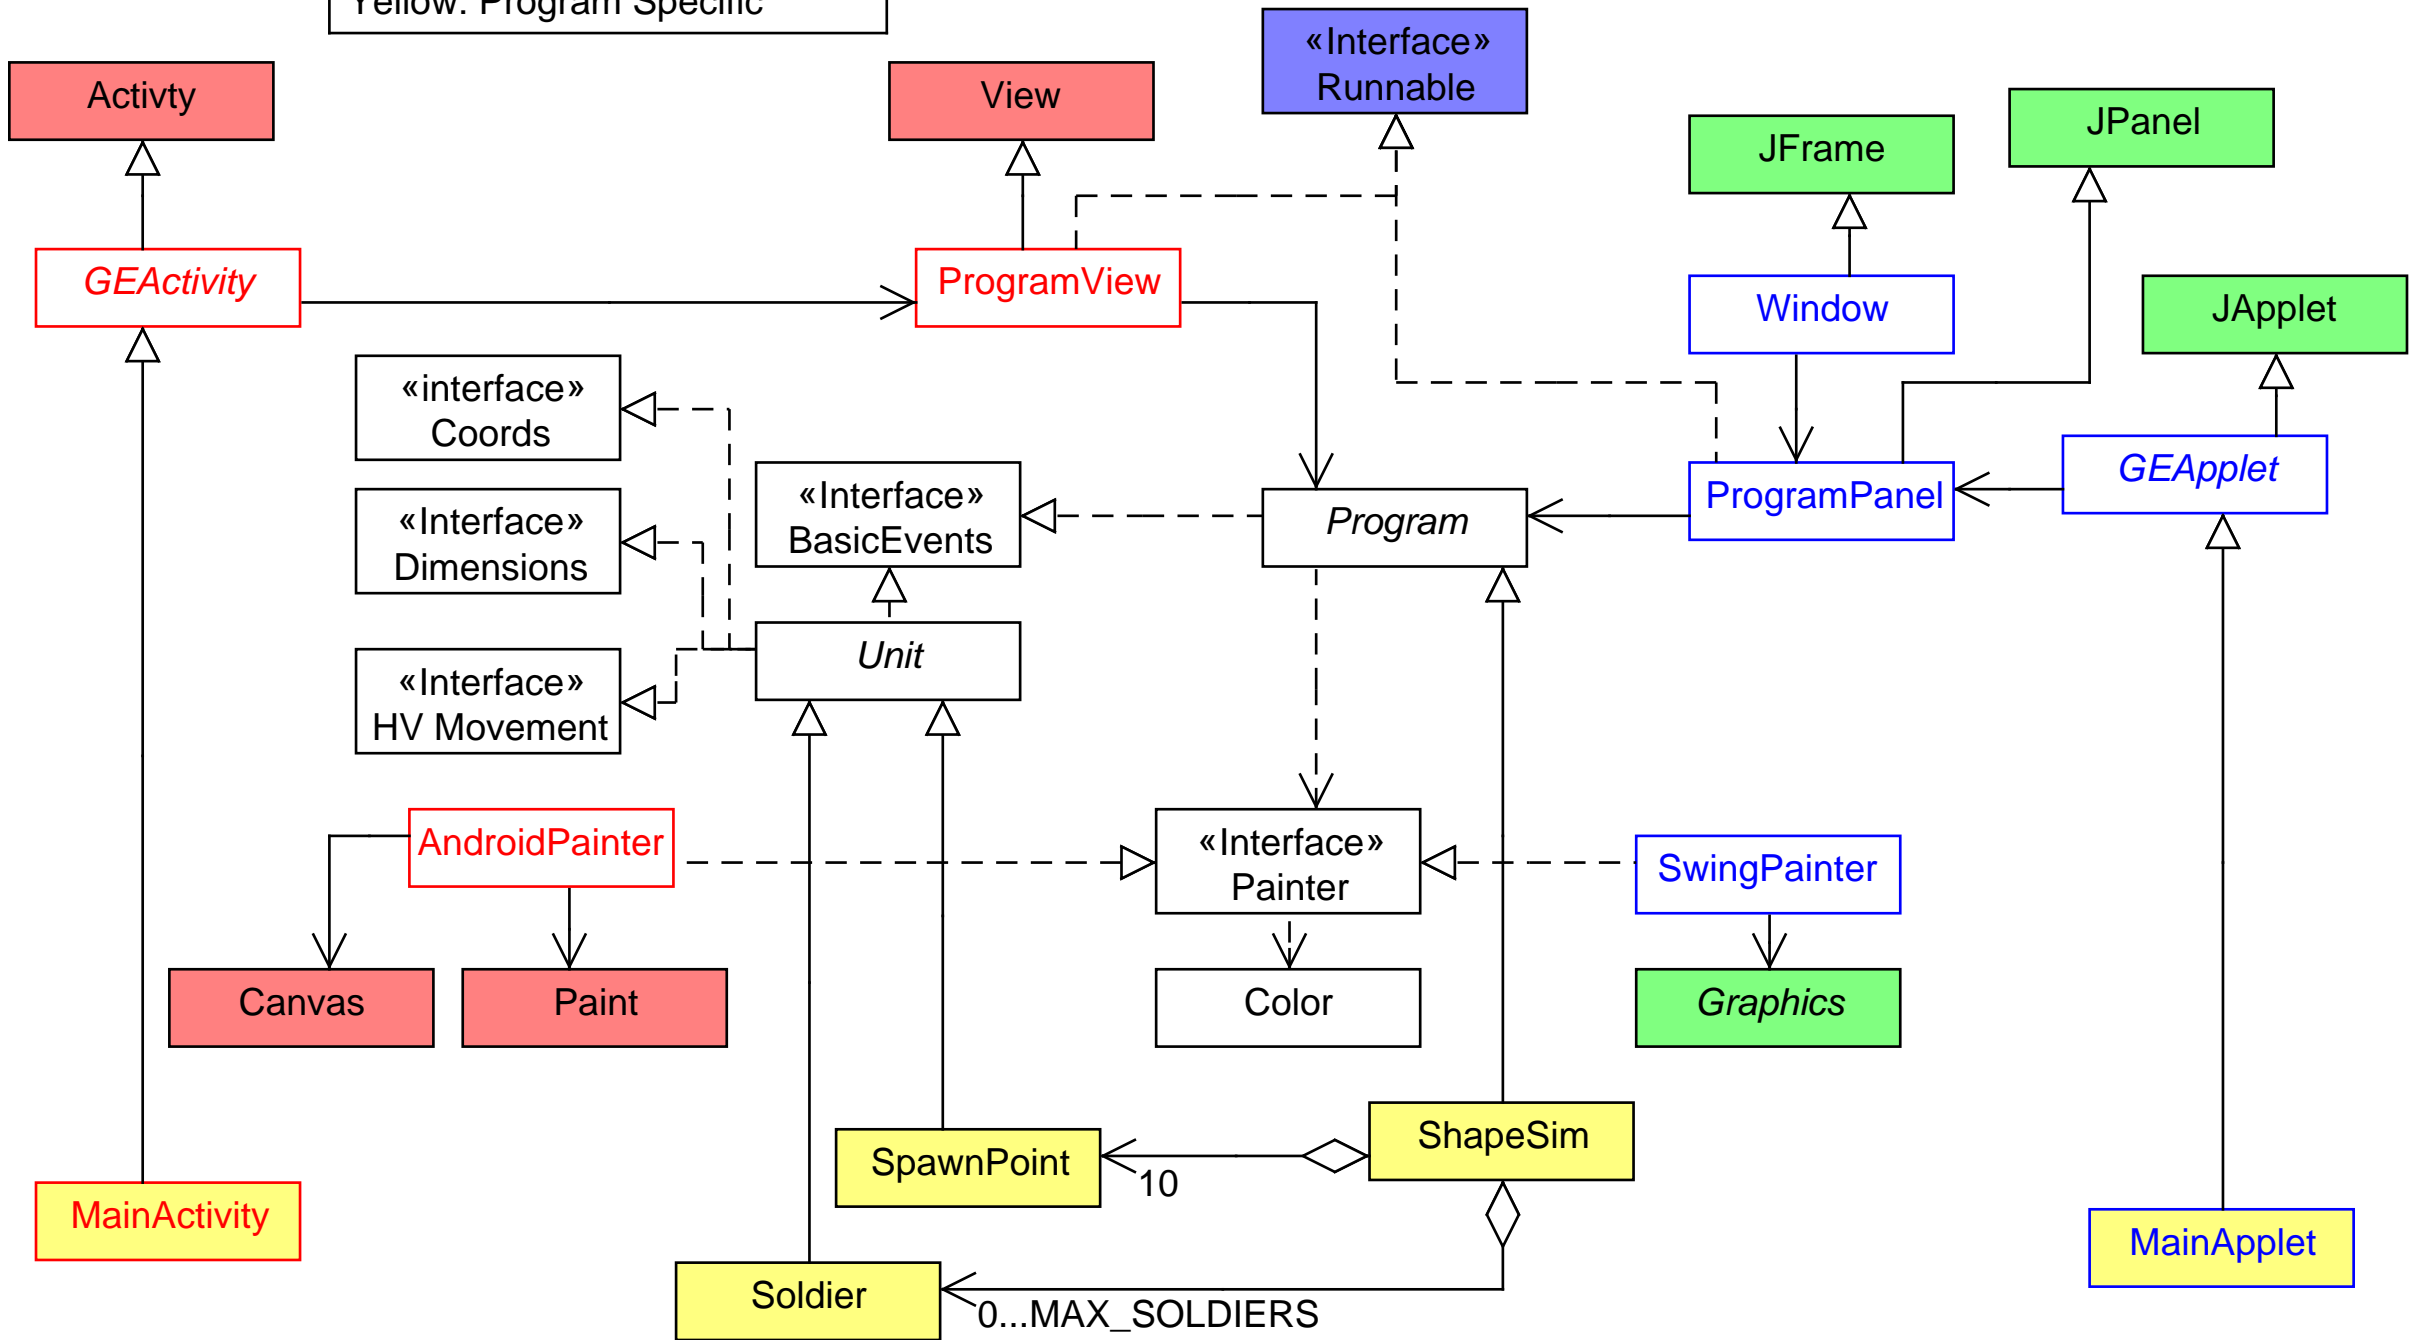 Yellow: Program Specific
«Interface»
Runnable
Activty
View
JPanel
JFrame
GEActivity
ProgramView
Window
JApplet
«interface»
Coords
«Interface»
BasicEvents
GEApplet
«Interface»
Dimensions
Program
ProgramPanel
Unit
«Interface»
HV Movement
AndroidPainter
«Interface»
Painter
SwingPainter
Canvas
Paint
Color
Graphics
ShapeSim
SpawnPoint
10
MainActivity
MainApplet
Soldier
0...MAX_SOLDIERS